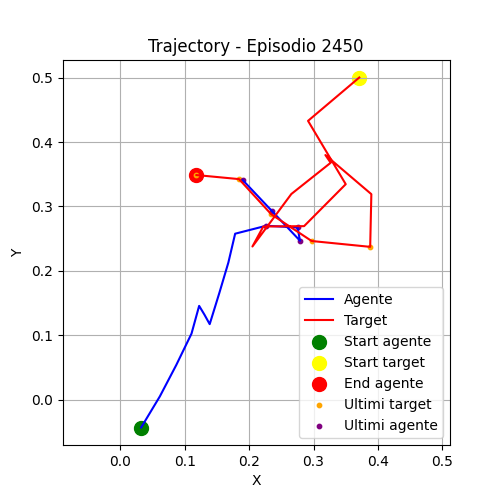 Trajectory - Episodio 2450
0.5
0.4
0.3
0.2
0.1
0.0
Y
Agente
Target
Start agente
Start target
End agente
Ultimi target
Ultimi agente
0.0 0.1 0.2 0.3 0.4 0.5
X